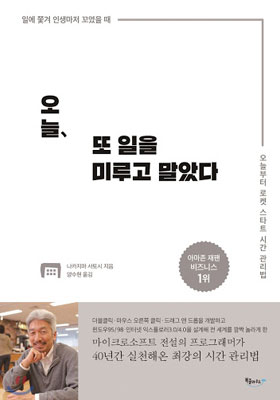 일에 쫓겨 인생마저 꼬였을 때
오늘,
또 일을
미루고 말았다
오늘부터 로켓 스타트 시간 관리법
아마존 재팬
비즈니스
1위
나카지마 사토시 지음
양수현 옮김
더블클릭·마우스 오른쪽 클릭·드래그 앤 드롭을 개발하고
윈도우95/98·인터넷 익스플로러3.0/4.0을 설계해 전 세계를 깜짝 놀라게 한
마이크로소프트 전설의 프로그래머가
40년간 실천해온 최강의 시간 관리법
북클라우드